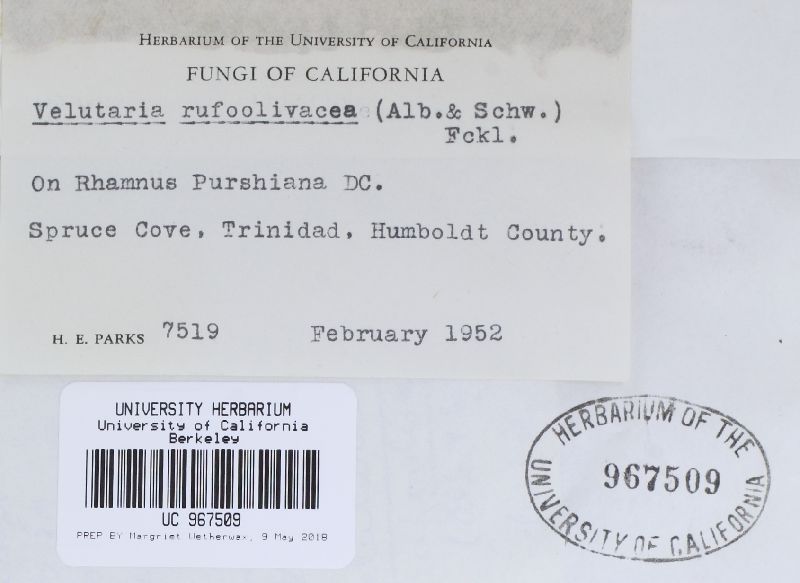 HERBARIUM OF THE UNIVERSITY OF CALIFORNIA
FUNGI OF CALIFORNIA
Velutaria rufoolivacea (Alb.& Schw.)
Fckl.
On Rhamnus Purshiana DC.
Spruce Cove, Trinidad, Humboldt County.
H. E. PARKS 7519 February 1952
UNIVERSITY HERBARIUM
University of California
Berkeley
UC 967509
PREP BY Margriet Wetherwax, 9 May 2018
HERBARIUM OF THE
967509
UNIVERSITY OF CALIFORNIA